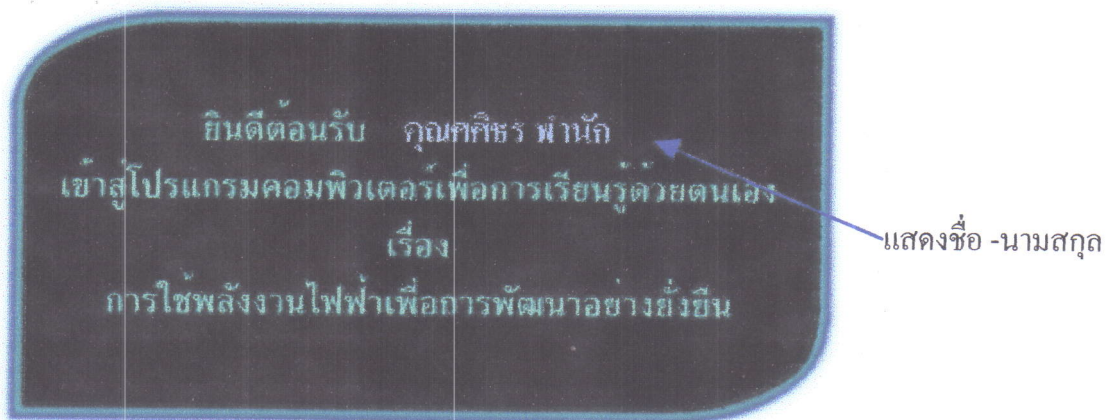 ยินดีต้อนรับ คุณศศิธร พำนัก
เข้าสู่โปรแกรมคอมพิวเตอร์เพื่อการเรียนรู้ด้วยตนเอง
เรื่อง
การใช้พลังงานไฟฟ้าเพื่อการพัฒนาอย่างยั่งยืน
แสดงชื่อ -นามสกุล